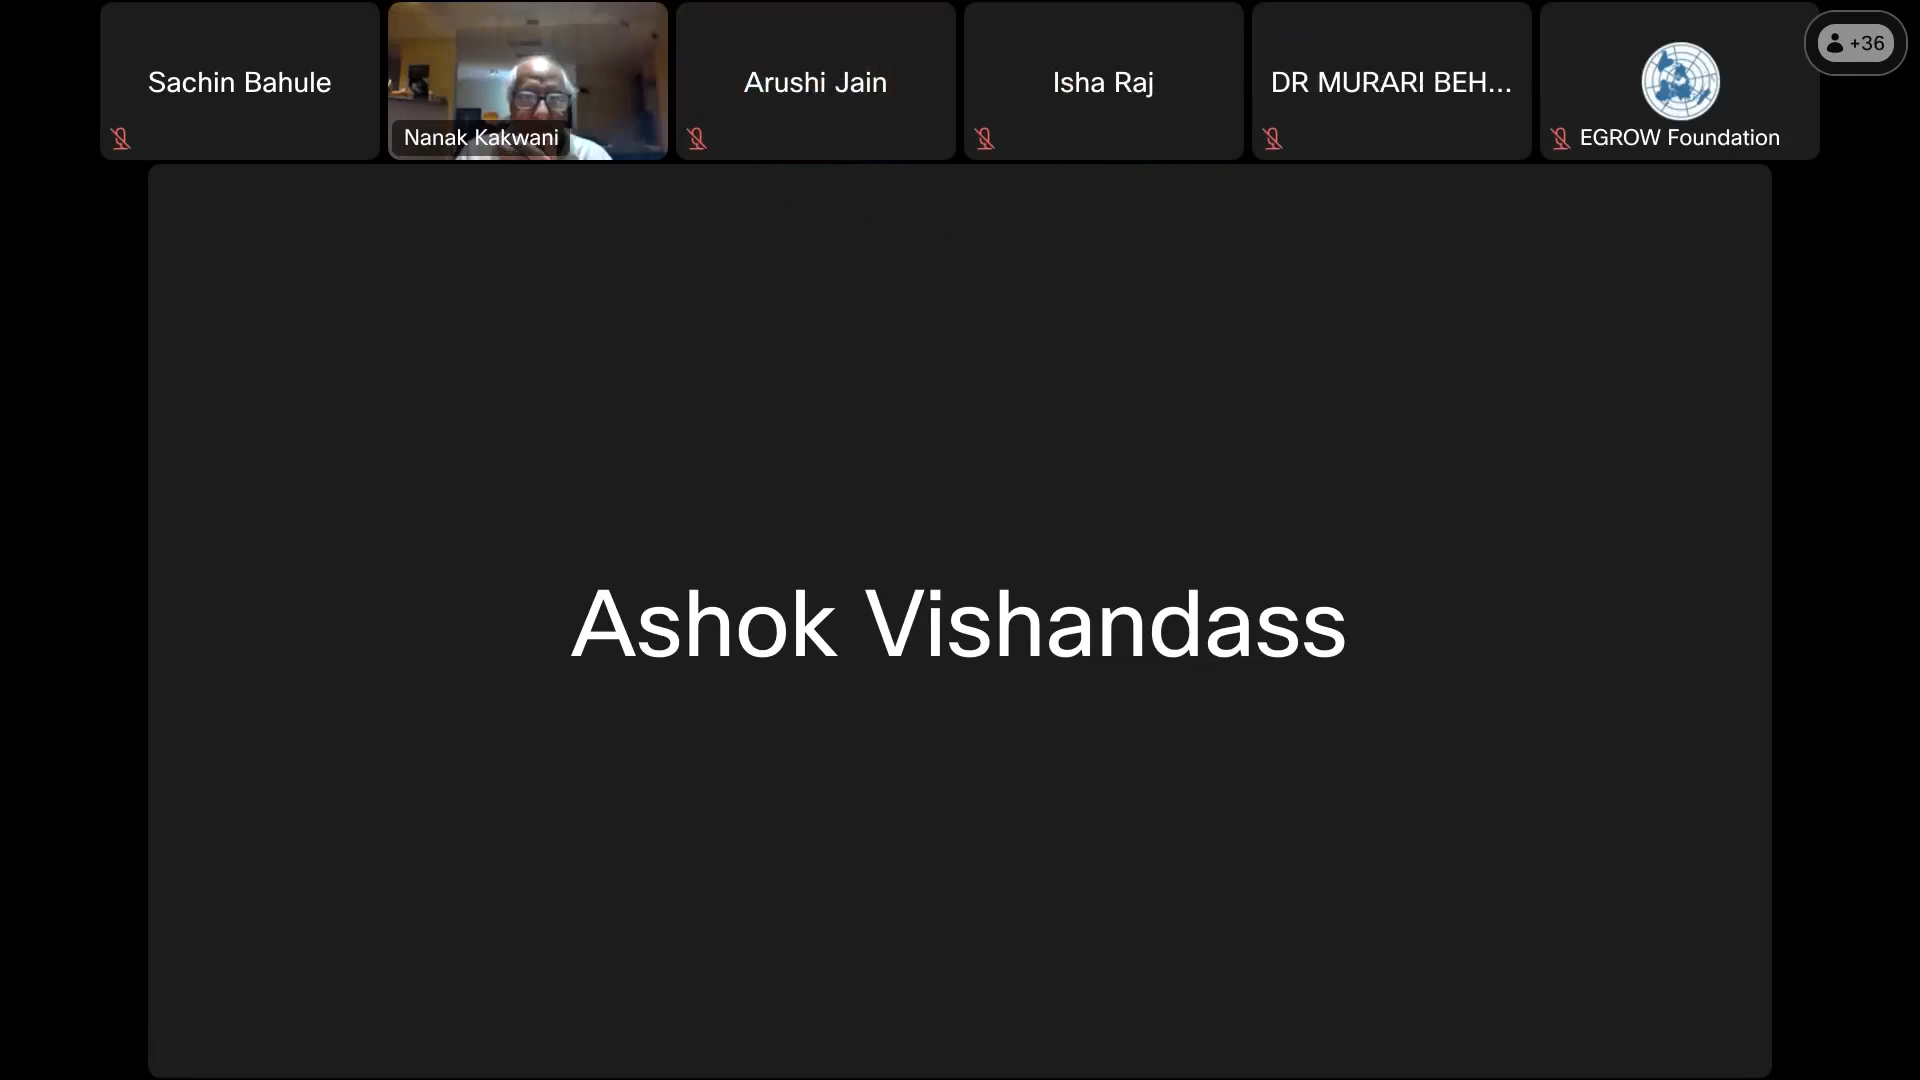 Sachin Bahule
Nanak Kakwani
Arushi Jain
Isha Raj
DR MURARI BEH...
EGROW Foundation
+36
Ashok Vishandass